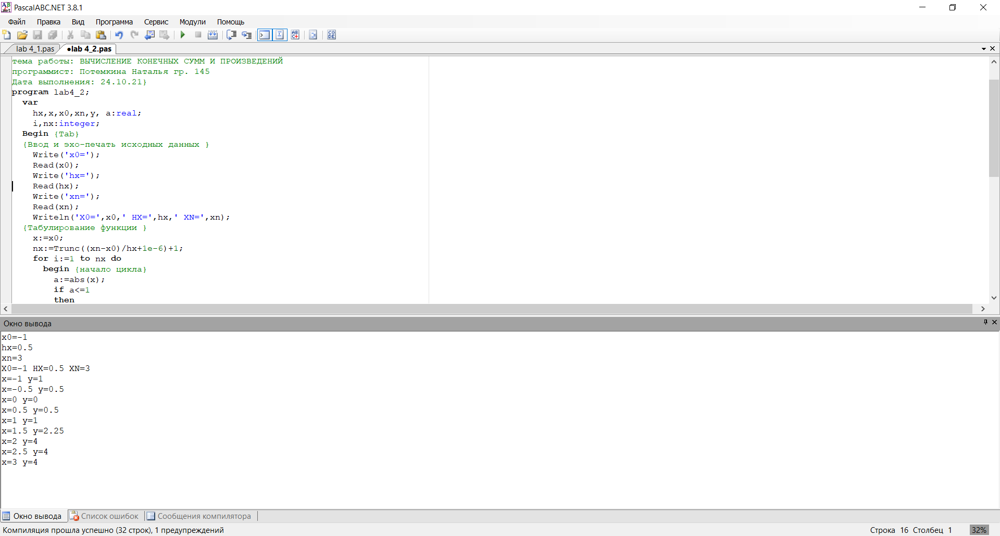 PascalABC.NET 3.8.1
Файл Правка Вид Программа Сервис Модули Помощь
lab 4_1.pas •lab 4_2.pas
тема работы: ВЫЧИСЛЕНИЕ КОНЕЧНЫХ СУММ И ПРОИЗВЕДЕНИЙ
программист: Потемкина Наталья гр. 145
Дата выполнения: 24.10.21}
program lab4_2;
var
hx,x,x0,xn,y, a:real;
i,nx:integer;
Begin {Tab}
{Ввод и эхо-печать исходных данных }
Write('x0=');
Read(x0);
Write('hx=');
Read(hx);
Write('xn=');
Read(xn);
Writeln('X0=',x0,' HX=',hx,' XN=',xn);
{Табулирование функции }
x:=x0;
nx:=Trunc((xn-x0)/hx+1e-6)+1;
for i:=1 to nx do
begin {начало цикла}
a:=abs(x);
if a<=1
then
Окно вывода
x0=-1
hx=0.5
xn=3
X0=-1 HX=0.5 XN=3
x=-1 y=1
x=-0.5 y=0.5
x=0 y=0
x=0.5 y=0.5
x=1 y=1
x=1.5 y=2.25
x=2 y=4
x=2.5 y=4
x=3 y=4
Окно вывода Список ошибок Сообщения компилятора
Компиляция прошла успешно (32 строк), 1 предупреждений Строка 16 Столбец 1 32%